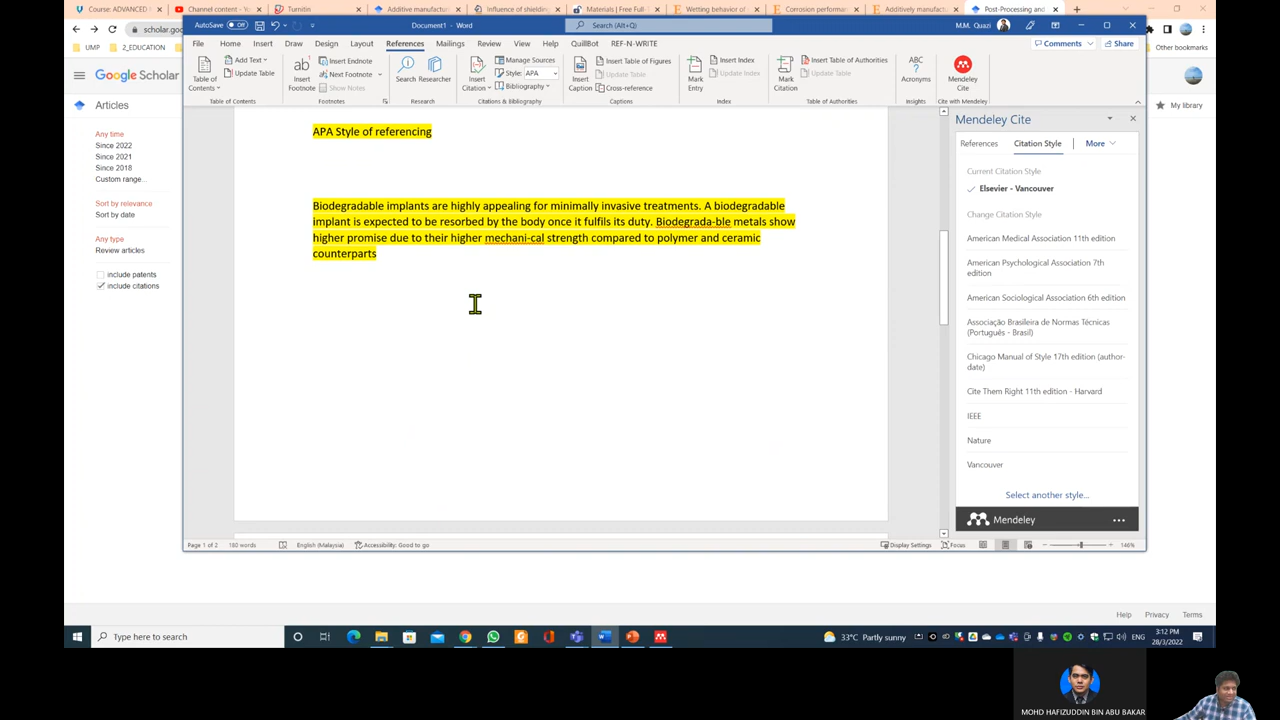 Course: ADVANCED
Channel content - Yo
Turnitin
Additive manufactur
Influence of shielding
Materials | Free Full-
Wetting behavior of
Corrosion perform
Additively manufact
Post-Processing and
scholar.goo
UMP
2_EDUCATION
Other bookmarks
AutoSave
Off
Document1 - Word
Search (Alt+Q)
M.M. Quazi
File
Home
Insert
Draw
Design
Layout
References
Mailings
Review
View
Help
QuillBot
REF-N-WRITE
Comments
Share
Table of Contents
Add Text
Update Table
Insert Footnote
Insert Endnote
Next Footnote
Show Notes
Search
Researcher
Insert Citation
Manage Sources
Style: APA
Bibliography
Insert Caption
Insert Table of Figures
Update Table
Cross-reference
Mark Entry
Insert Index
Update Index
Mark Citation
Insert Table of Authorities
Update Table
ABC
Acronyms
Mendeley Cite
Table of Contents
Footnotes
Research
Citations & Bibliography
Captions
Index
Table of Authorities
Insights
Cite with Mendeley
Google Scholar
Articles
My library
Any time
Since 2022
Since 2021
Since 2018
Custom range...
Sort by relevance
Sort by date
Any type
Review articles
include patents
include citations
APA Style of referencing
Biodegradable implants are highly appealing for minimally invasive treatments. A biodegradable
implant is expected to be resorbed by the body once it fulfils its duty. Biodegrada-ble metals show
higher promise due to their higher mechani-cal strength compared to polymer and ceramic
counterparts
Mendeley Cite
References
Citation Style
More
Current Citation Style
Elsevier - Vancouver
Change Citation Style
American Medical Association 11th edition
American Psychological Association 7th
edition
American Sociological Association 6th edition
Associação Brasileira de Normas Técnicas
(Português - Brasil)
Chicago Manual of Style 17th edition (author-
date)
Cite Them Right 11th edition - Harvard
IEEE
Nature
Vancouver
Select another style...
Mendeley
Page 1 of 2
180 words
English (Malaysia)
Accessibility: Good to go
Display Settings
Focus
146%
Help
Privacy
Terms
Type here to search
33°C Partly sunny
ENG
3:12 PM
28/3/2022
MOHD HAFIZUDDIN BIN ABU BAKAR